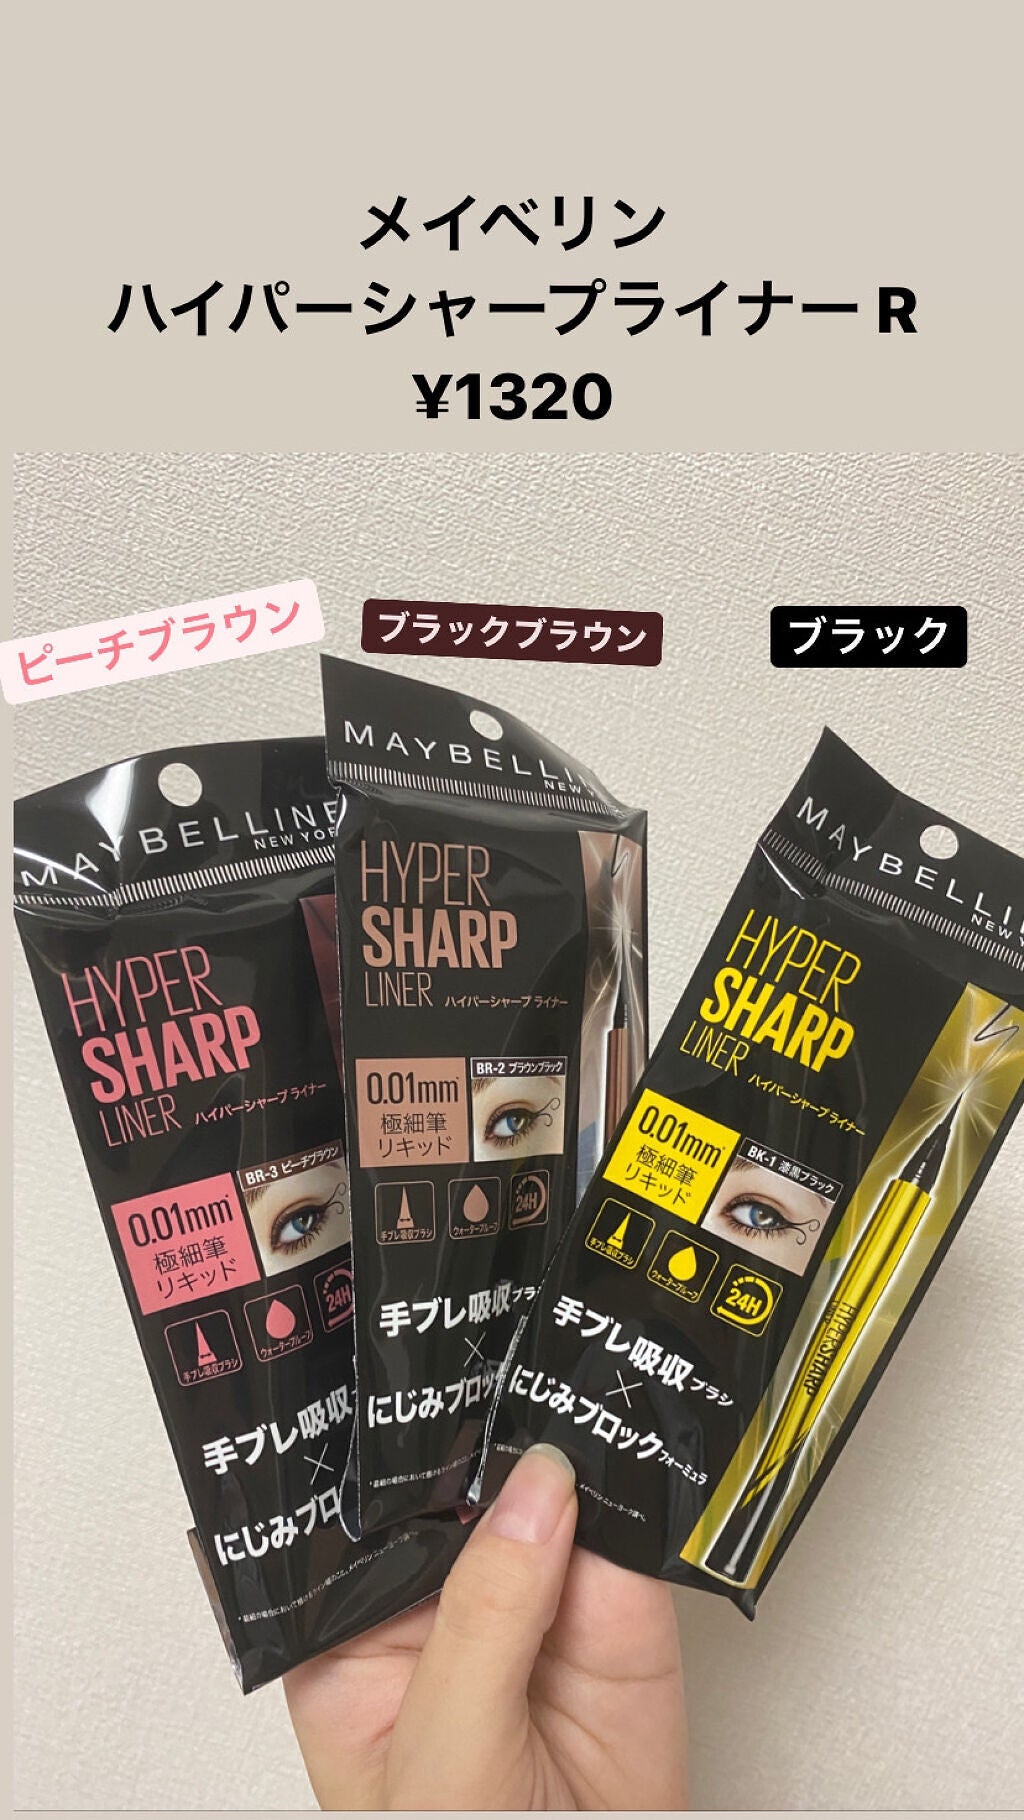 メイベリン
ハイパーシャープライナー R
¥1320
ピーチブラウン
ブラックブラウン
ブラック
MAYBELLINE
NEW YOR
HYPER
SHARP
LINER ハイパーシャープ ライナー
BR-3 ピーチブラウン
0.01mm
極細筆
リキッド
手ブレ吸収ブラシ
ウォータープルーフ
24H
手ブレ吸収
×
にじみブロ
MAYBELLIN
NEW
HYPER
SHARP
LINER ハイパーシャープ ライナー
BR-2 ブラウンブラック
0.01mm
極細筆
リキッド
手ブレ吸収ブラシ
ウォータープルーフ
24H
手ブレ吸収ブラ
×
にじみブロッ
MAYBELLI
NEW
HYPER
SHARP
LINER ハイパーシャープ ライナー
BK-1 漆黒ブラック
0.01mm
極細筆
リキッド
手ブレ吸収ブラシ
ウォータープルーフ
24H
手ブレ吸収ブラシ
×
にじみブロックフォーミュラ
HYPERSHARP